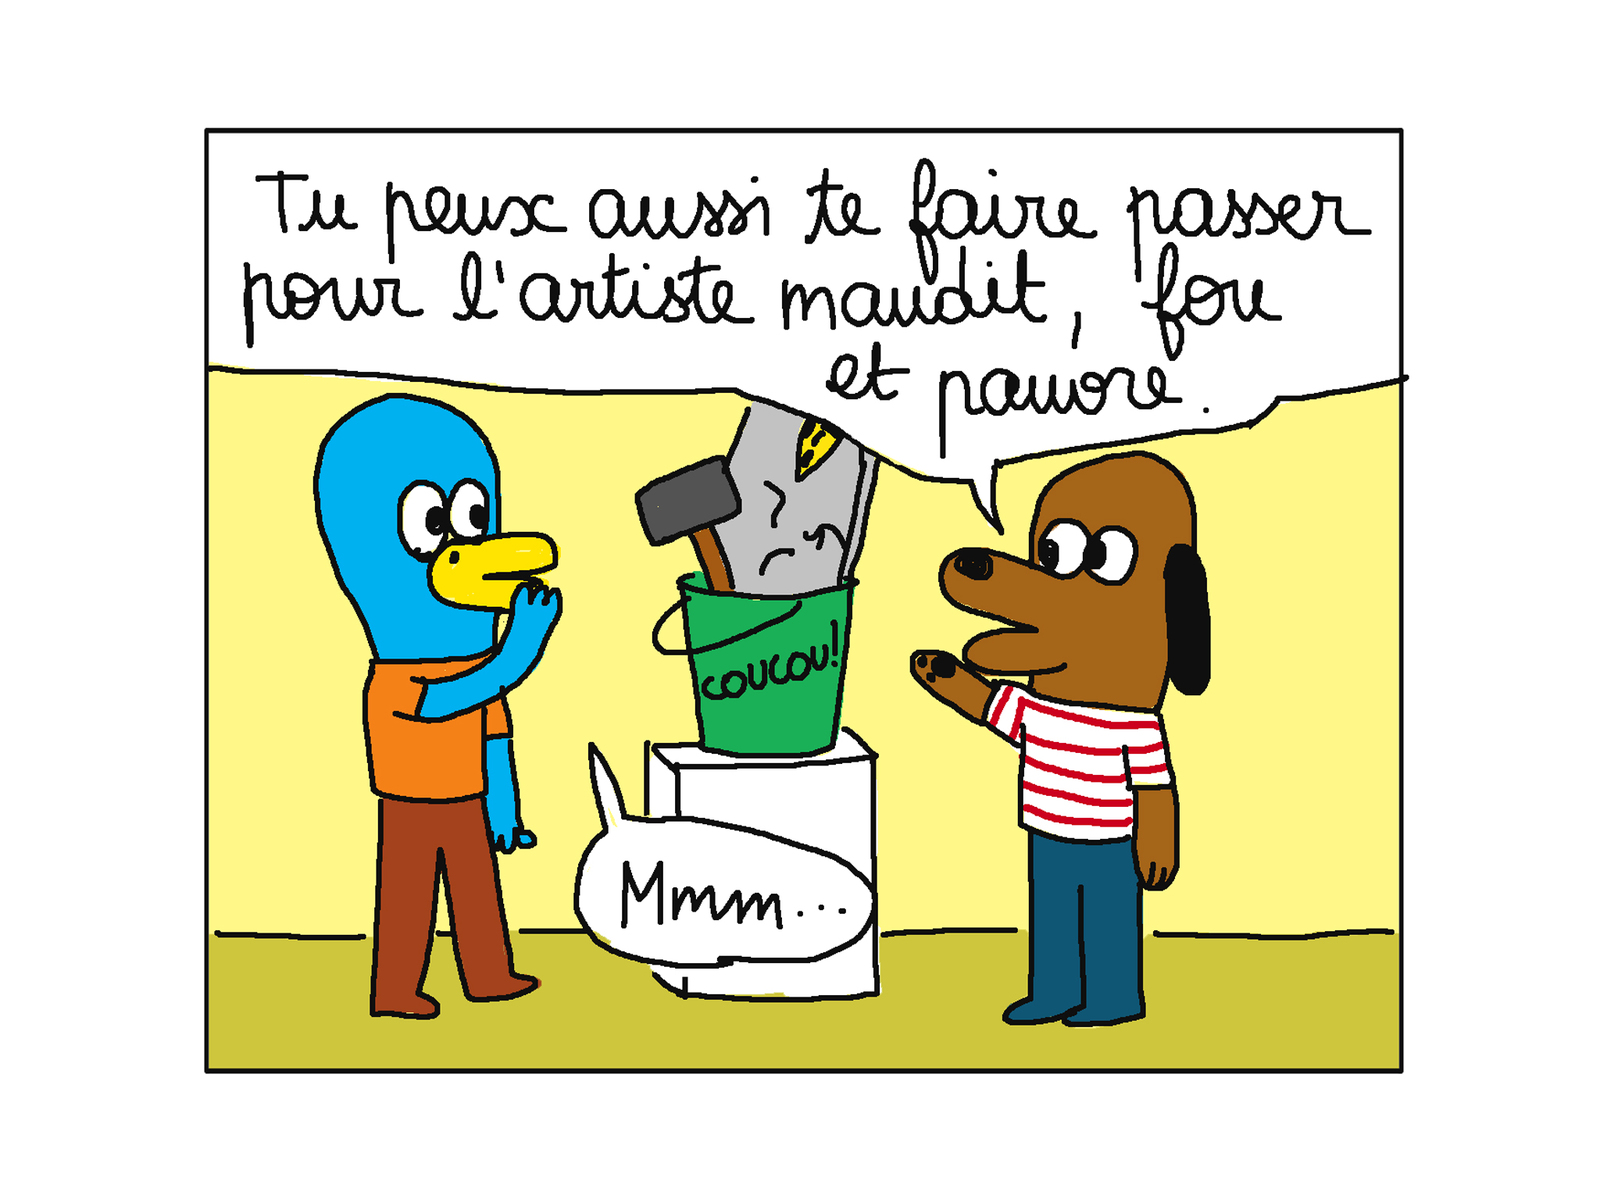 Tu peux aussi te faire passer
pour l'artiste maudit, fou
et pauvre.
COUCOU!
Mmm...